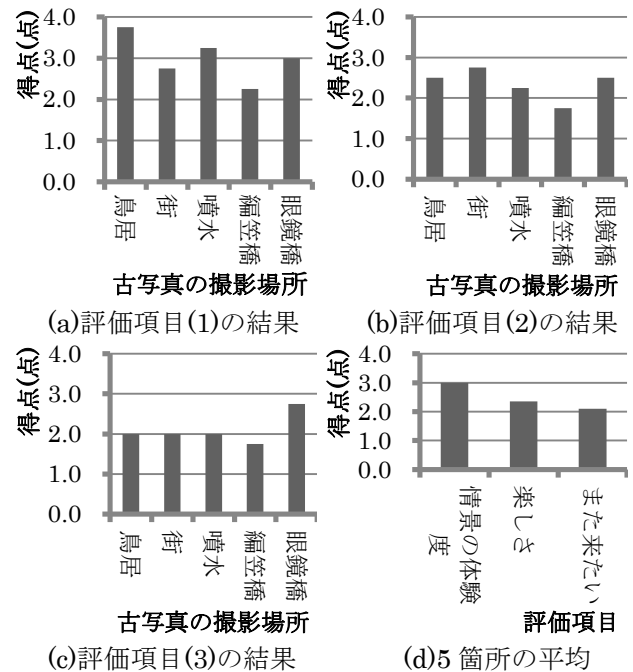 得点(点)
4.0
3.0
2.0
1.0
0.0
鳥居
街
噴水
編笠橋
眼鏡橋
古写真の撮影場所
(a)評価項目(1)の結果
得点(点)
4.0
3.0
2.0
1.0
0.0
鳥居
街
噴水
編笠橋
眼鏡橋
古写真の撮影場所
(b)評価項目(2)の結果
得点(点)
4.0
3.0
2.0
1.0
0.0
鳥居
街
噴水
編笠橋
眼鏡橋
古写真の撮影場所
(c)評価項目(3)の結果
得点(点)
4.0
3.0
2.0
1.0
0.0
情景の体験
度
楽しさ
また来たい
評価項目
(d)5 箇所の平均